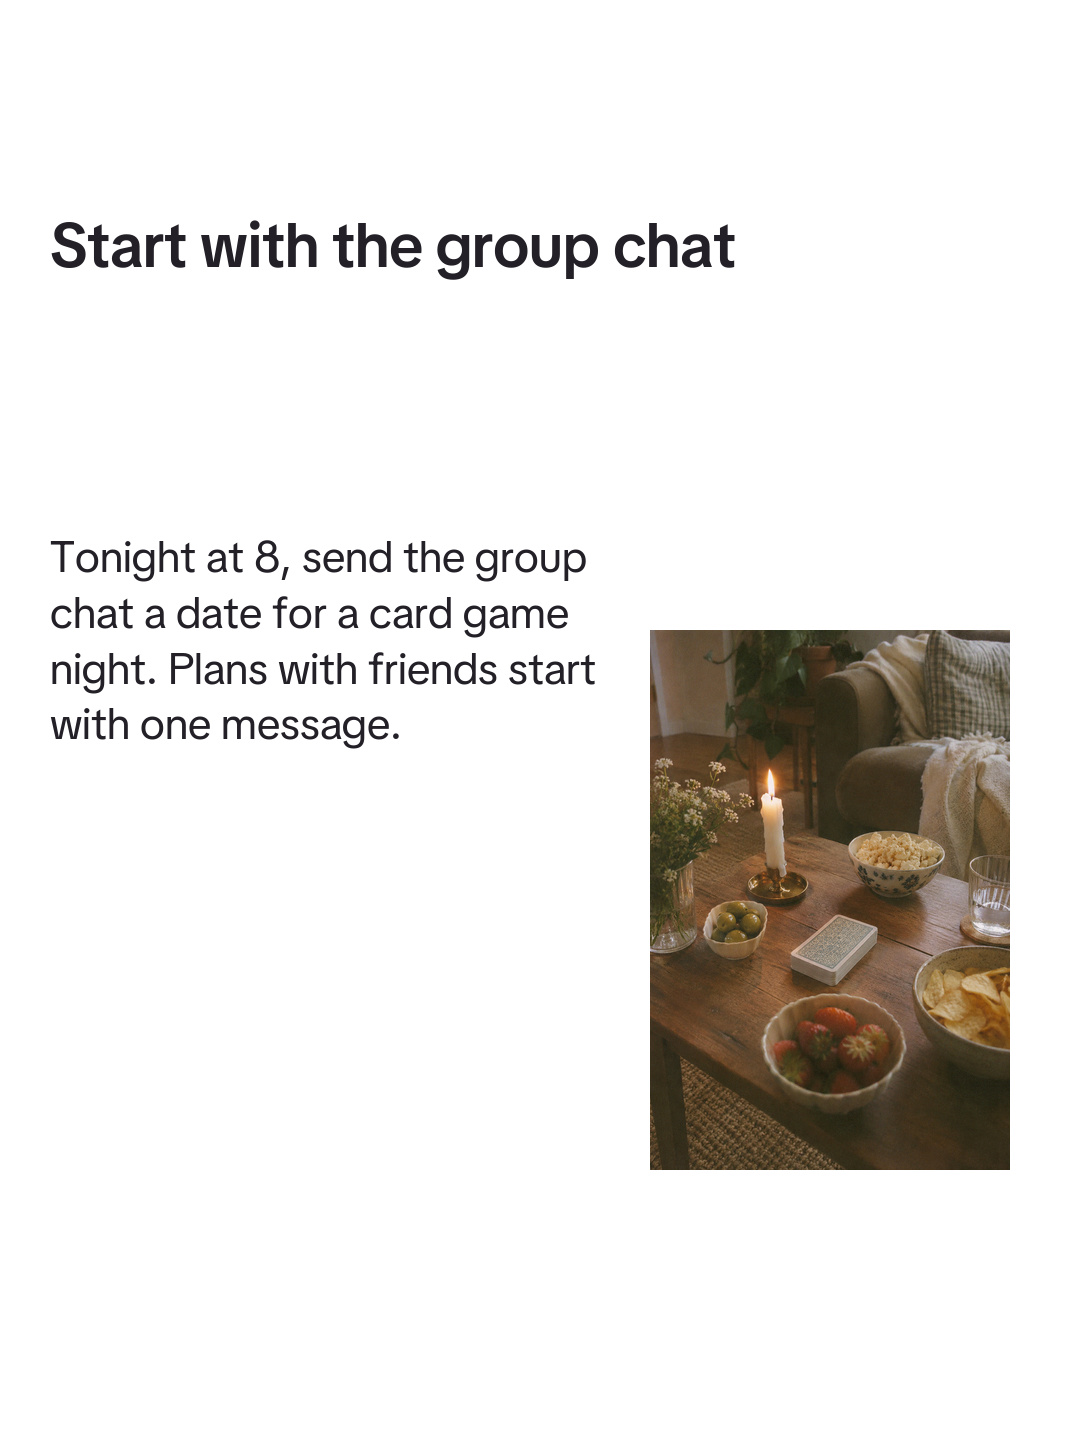 Start with the group chat
Tonight at 8, send the group
chat a date for a card game
night. Plans with friends start
with one message.